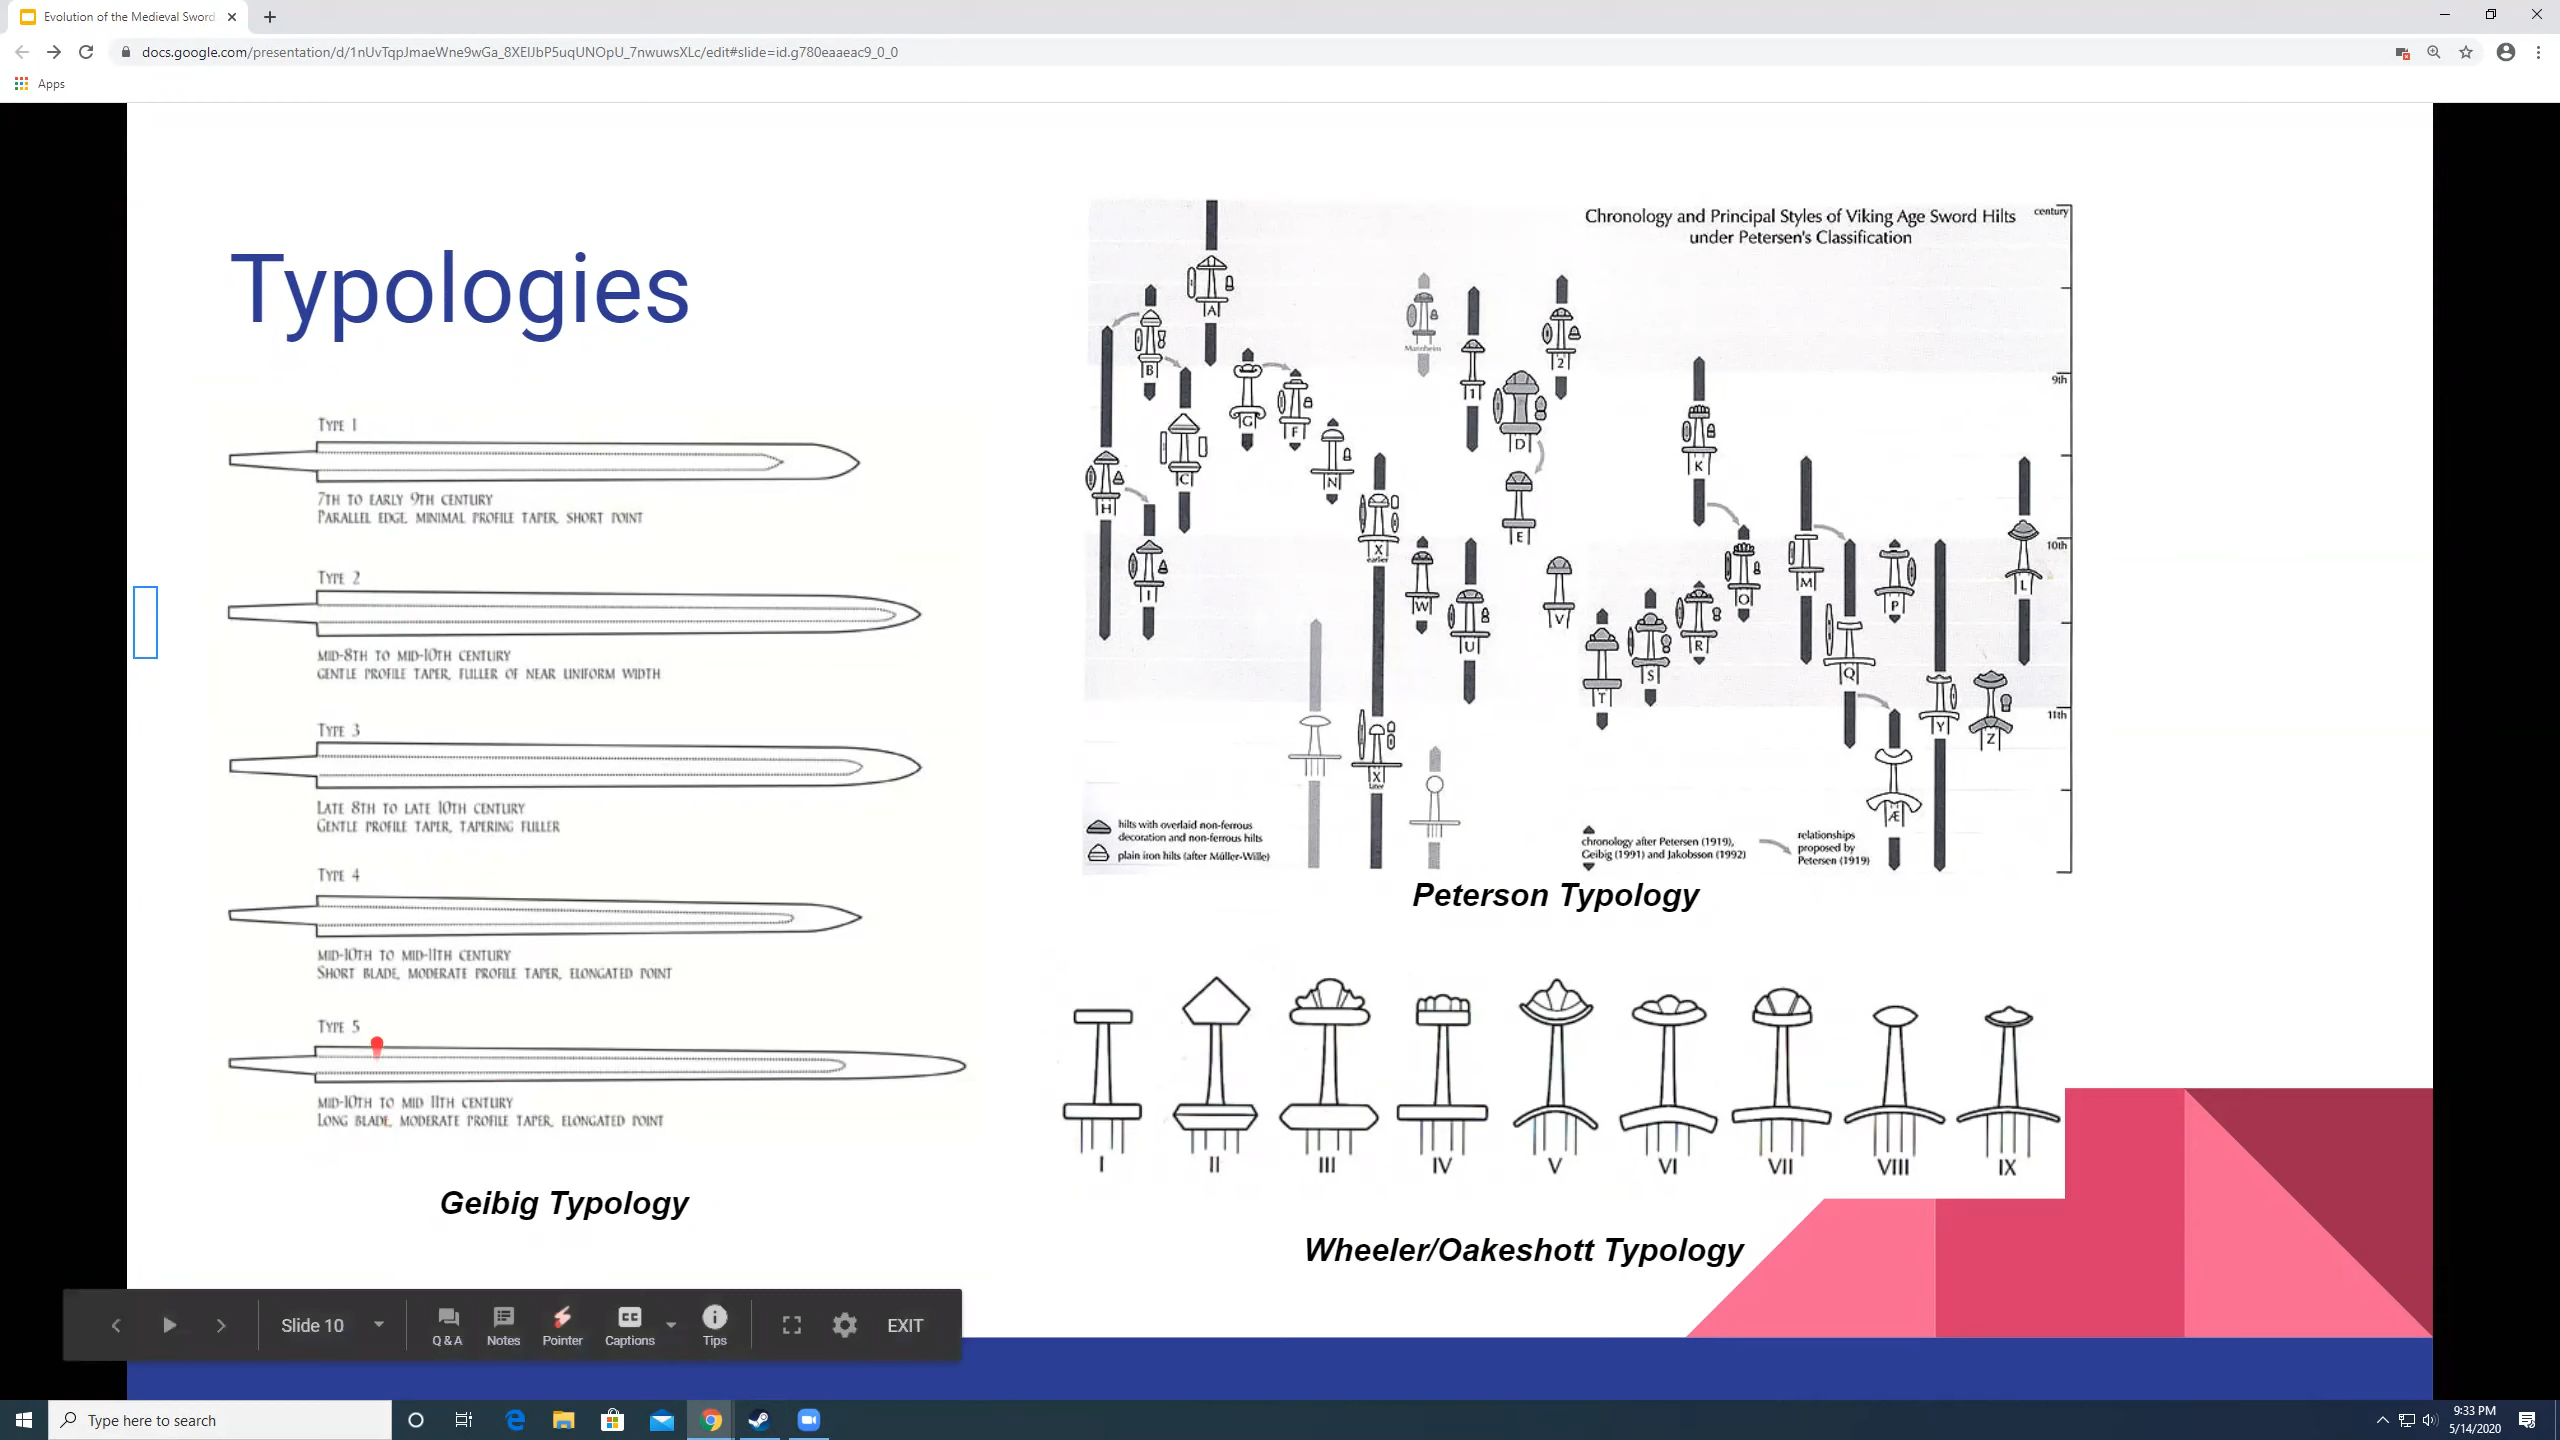 Evolution of the Medieval Sword
docs.google.com/presentation/d/1nUvTqpJmaeWne9wGa_8XEIJbP5uqUNOpU_7nwuwsXLc/edit#slide=id.g780eaaeac9_0_0
Apps
Typologies
Type 1
7th to early 9th century
Parallel edge, minimal profile taper, short point
Type 2
mid-8th to mid-10th century
gentle profile taper, fuller of near uniform width
Type 3
Late 8th to late 10th century
Gentle profile taper, tapering fuller
Type 4
mid-10th to mid-11th century
Short blade, moderate profile taper, elongated point
Type 5
mid-10th to mid 11th century
Long blade, moderate profile taper, elongated point
Geibig Typology
Chronology and Principal Styles of Viking Age Sword Hilts
under Petersen's Classification
century
A
B
Mannheim
1
2
9th
G
F
D
C
N
K
H
X
earlier
E
10th
I
W
M
O
P
L
V
U
T
S
R
Q
11th
Y
Z
X
later
Æ
hilts with overlaid non-ferrous
decoration and non-ferrous hilts
plain iron hilts (after Müller-Wille)
chronology after Petersen (1919),
Geibig (1991) and Jakobsson (1992)
relationships
proposed by
Petersen (1919)
Peterson Typology
I II III IV V VI VII VIII IX
Wheeler/Oakeshott Typology
Slide 10
Q & A
Notes
Pointer
CC
Captions
Tips
EXIT
Type here to search
9:33 PM
5/14/2020